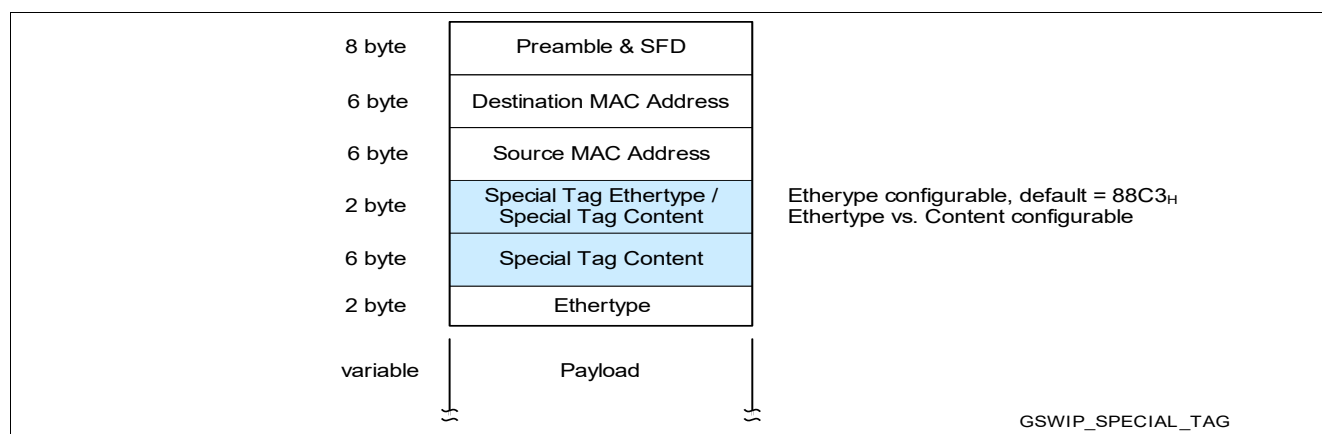 8 byte Preamble & SFD
6 byte Destination MAC Address
6 byte Source MAC Address
2 byte Special Tag Ethertype /
Special Tag Content
Etherype configurable, default = 88C3H
Ethertype vs. Content configurable
6 byte Special Tag Content
2 byte Ethertype
variable Payload
GSWIP_SPECIAL_TAG